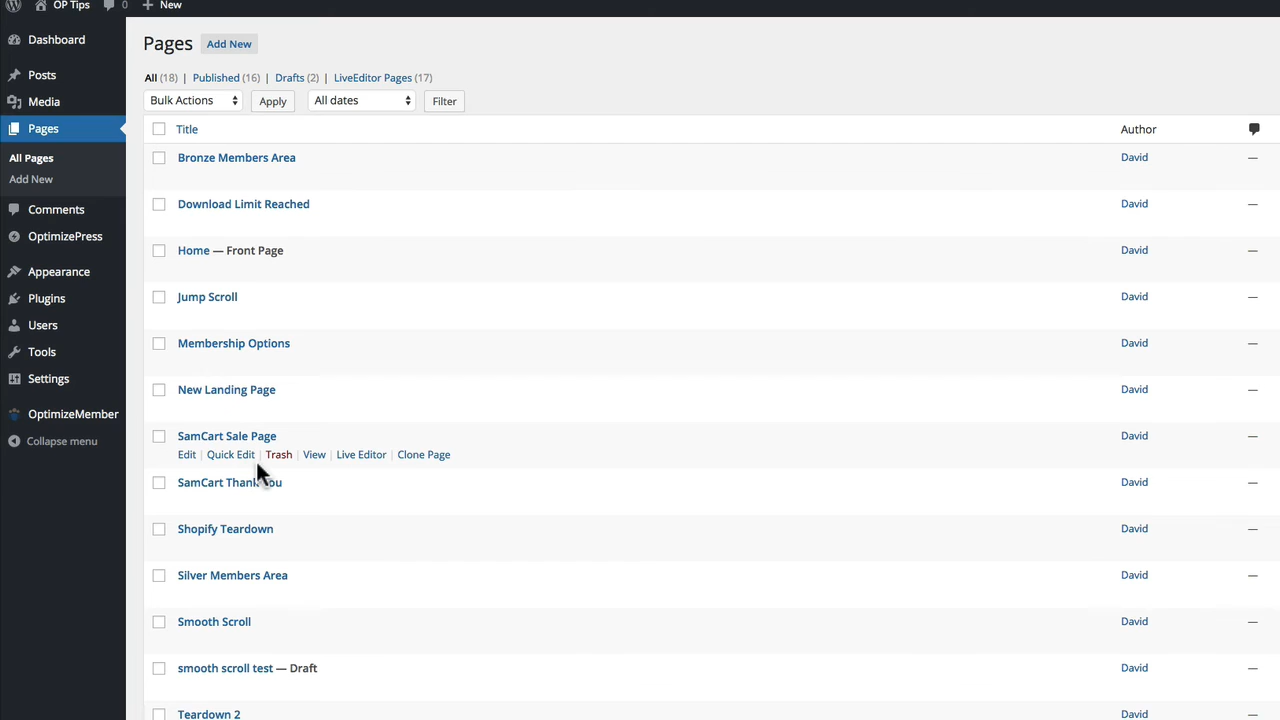 OP Tips 0 New
Dashboard
Posts
Media
Pages
All Pages
Add New
Comments
OptimizePress
Appearance
Plugins
Users
Tools
Settings
OptimizeMember
Collapse menu
Pages Add New
All (18) | Published (16) | Drafts (2) | LiveEditor Pages (17)
Bulk Actions Apply All dates Filter
Title Author
Bronze Members Area David —
Download Limit Reached David —
Home — Front Page David —
Jump Scroll David —
Membership Options David —
New Landing Page David —
SamCart Sale Page David —
Edit | Quick Edit | Trash | View | Live Editor | Clone Page
SamCart Thank You David —
Shopify Teardown David —
Silver Members Area David —
Smooth Scroll David —
smooth scroll test — Draft David —
Teardown 2 David —